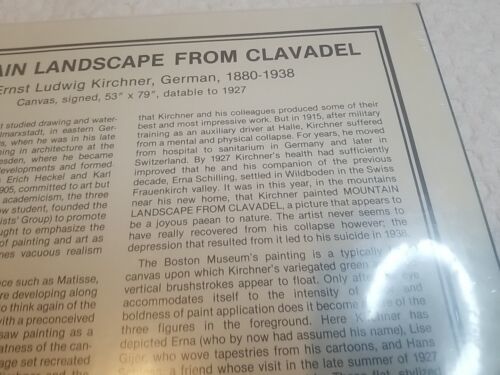 AIN LANDSCAPE FROM CLAVADEL
Ernst Ludwig Kirchner, German, 1880-1938
Canvas, signed, 53" x 79", datable to 1927
t studied drawing and water-
lmarxstadt, in eastern Ger-
s, when he was in his late
ning in architecture at the
esden, where he became
developments and formed
Erich Heckel and Karl
905, committed to art but
academicism, the three
w student, founded the
ists' Group) to promote
ught to emphasize the
of painting and art as
nes vacuous realism
ce such as Matisse,
re developing along
to think again of the
with a preconceived
saw painting as a
atness of the can-
age set recreated
that Kirchner and his colleagues produced some of their
best and most impressive work. But in 1915, after military
training as an auxiliary driver at Halle, Kirchner suffered
from a mental and physical collapse. For years, he moved
from hospital to sanitarium in Germany and later in
Switzerland. By 1927 Kirchner's health had sufficiently
improved that he and his companion of the previous
decade, Erna Schilling, settled in Wildboden in the Swiss
Frauenkirch valley. It was in this year, in the mountains
near his new home, that Kirchner painted MOUNTAIN
LANDSCAPE FROM CLAVADEL, a picture that appears to
be a joyous paean to nature. The artist never seems to
have really recovered from his collapse however; the
depression that resulted from it led to his suicide in 1938.
The Boston Museum's painting is a typically
canvas upon which Kirchner's variegated green
vertical brushstrokes appear to float. Only eye
accommodates itself to the intensity of and
boldness of paint application does it become of the
three figures in the foreground. Here Kirchner has
depicted Erna (who by now had assumed his name), Lise
Gujer, who wove tapestries from his cartoons, and Hans
a friend whose visit in the late summer of 1927